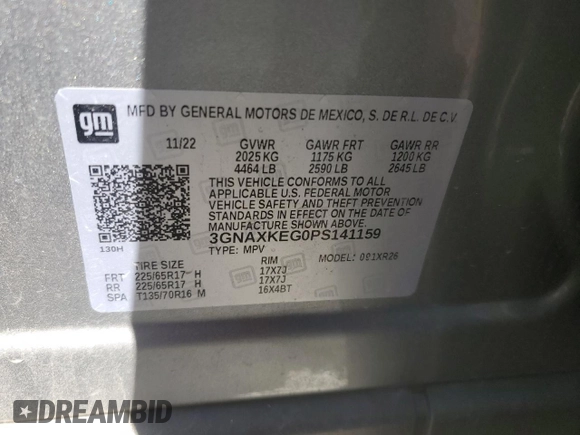 gm MFD BY GENERAL MOTORS DE MEXICO, S. DE R.L. DE C.V.
11/22 GVWR GAWR FRT GAWR RR
2025 KG 1175 KG 1200 KG
4464 LB 2590 LB 2645 LB
THIS VEHICLE CONFORMS TO ALL
APPLICABLE U.S. FEDERAL MOTOR
VEHICLE SAFETY AND THEFT PREVENTION
STANDARDS IN EFFECT ON THE DATE OF
MANUFACTURE SHOWN ABOVE.
3GNAXKEG0PS141159
130H TYPE: MPV MODEL: 001XR26
TIRE SIZE RIM
FRT 225/65R17 H 17X7J
RR 225/65R17 H 17X7J
SPA T135/70R16 M 16X4BT
DREAMBID